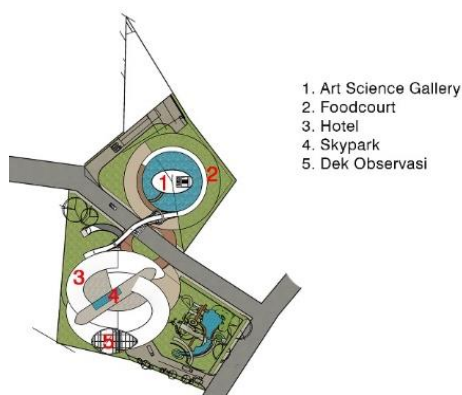 1. Art Science Gallery
2. Foodcourt
3. Hotel
4. Skypark
5. Dek Observasi
1
2
3
4
5